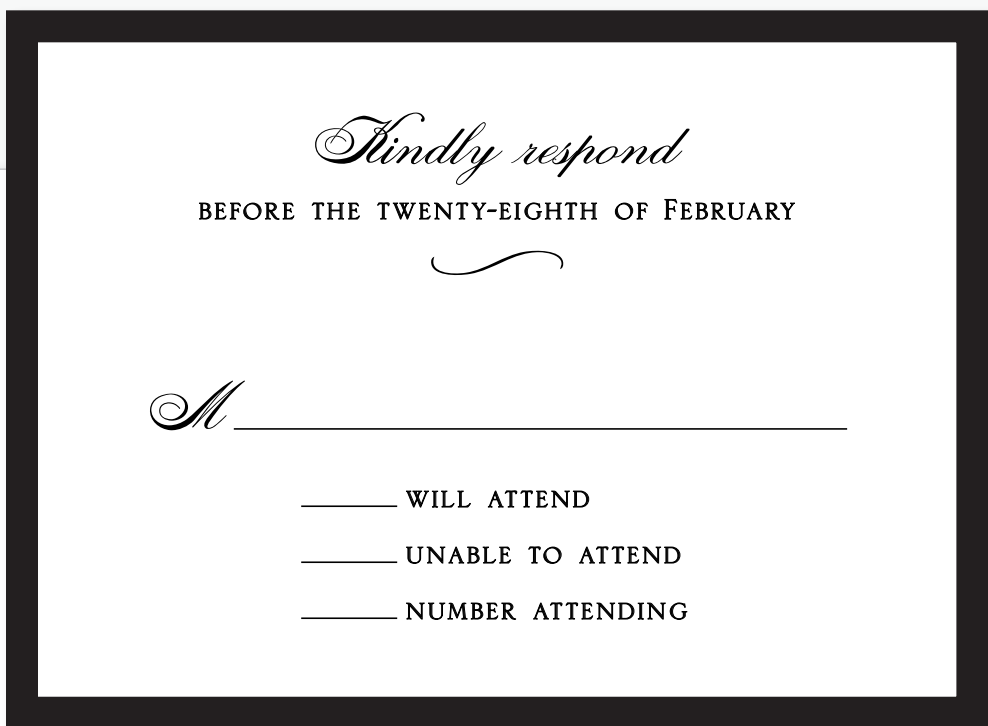 Kindly respond
BEFORE THE TWENTY-EIGHTH OF FEBRUARY
M
WILL ATTEND
UNABLE TO ATTEND
NUMBER ATTENDING